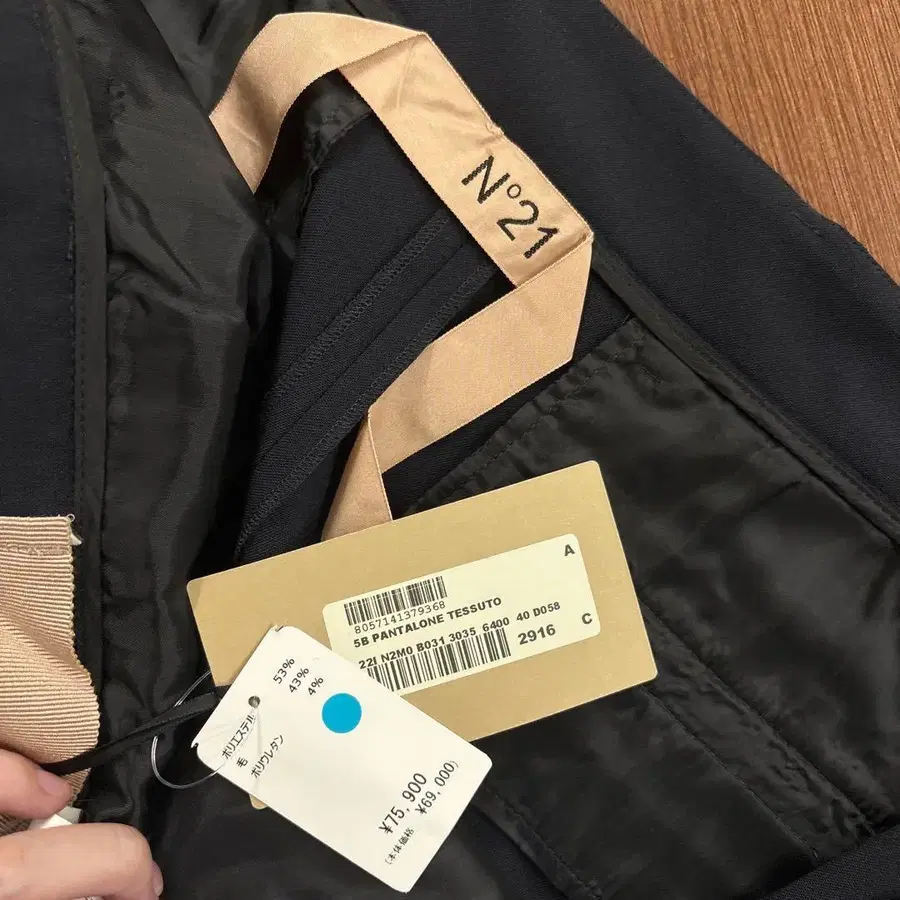 N°21
A
8057141379368
5B PANTALONE TESSUTO
22I N2M0 B031 3035 6400 40 D058
2916 C
ポリエステル 53%
毛 43%
ポリウレタン 4%
¥75,900
(本体価格 ¥69,000)